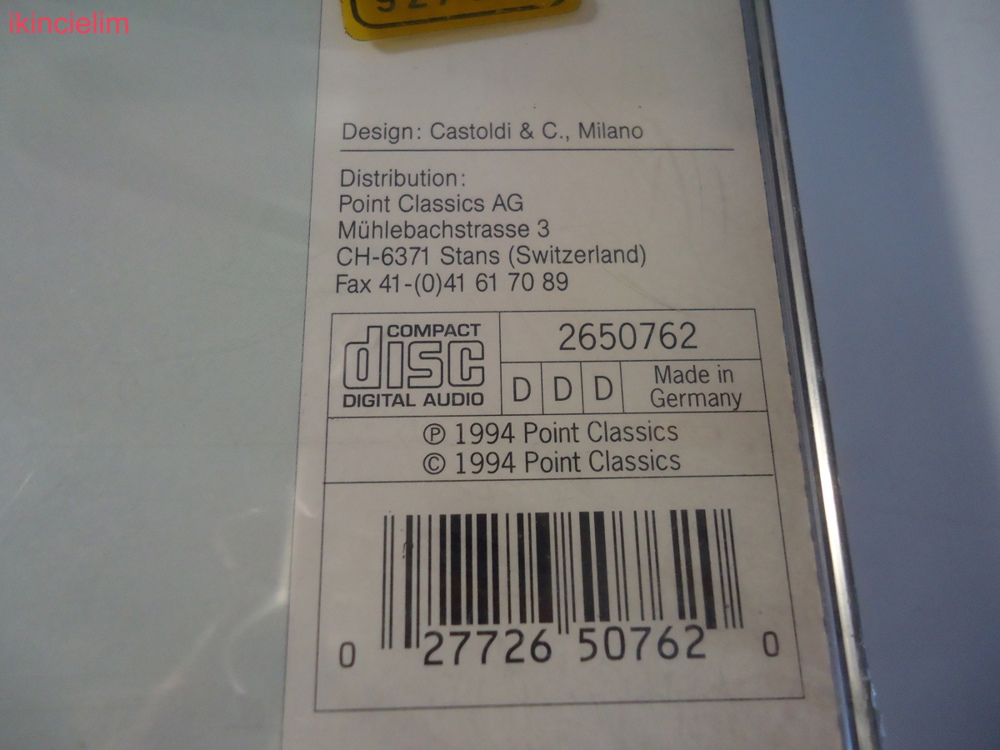 ikincielim
Design: Castoldi & C., Milano
Distribution:
Point Classics AG
Mühlebachstrasse 3
CH-6371 Stans (Switzerland)
Fax 41-(0)41 61 70 89
COMPACT
disc
DIGITAL AUDIO
2650762
D D D
Made in
Germany
℗ 1994 Point Classics
© 1994 Point Classics
0 27726 50762 0